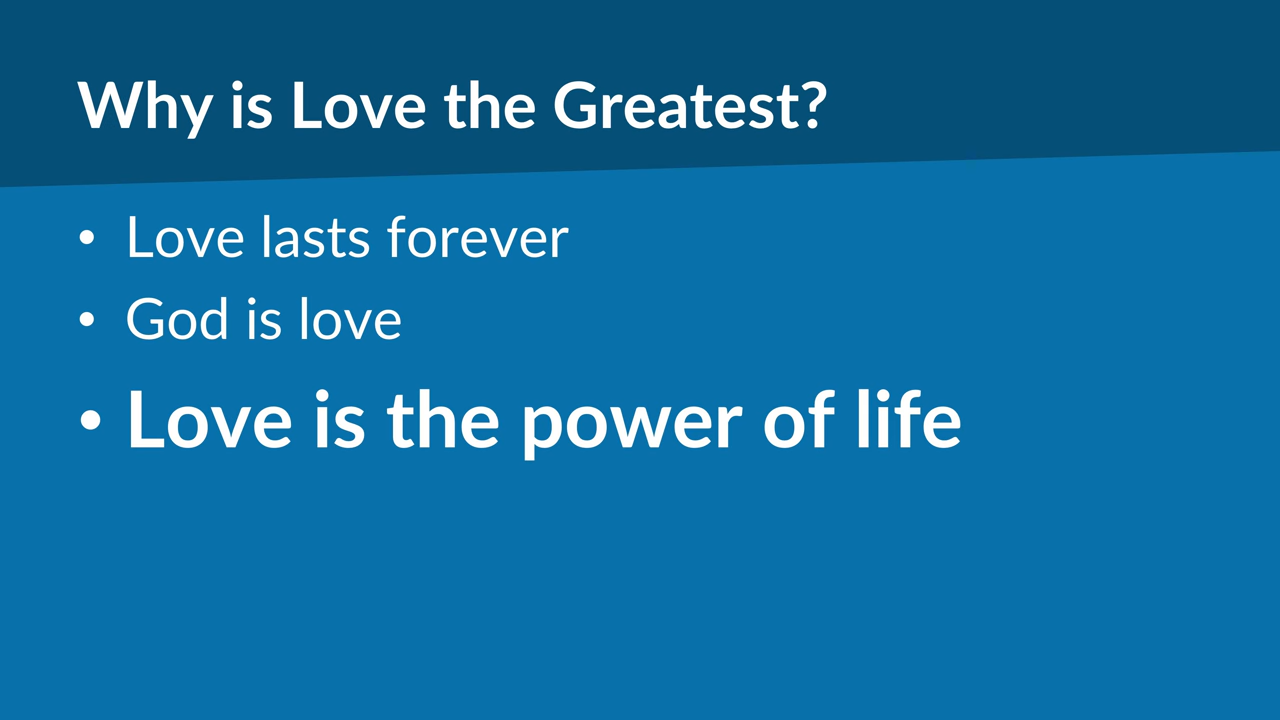 Why is Love the Greatest?
• Love lasts forever
• God is love
• Love is the power of life